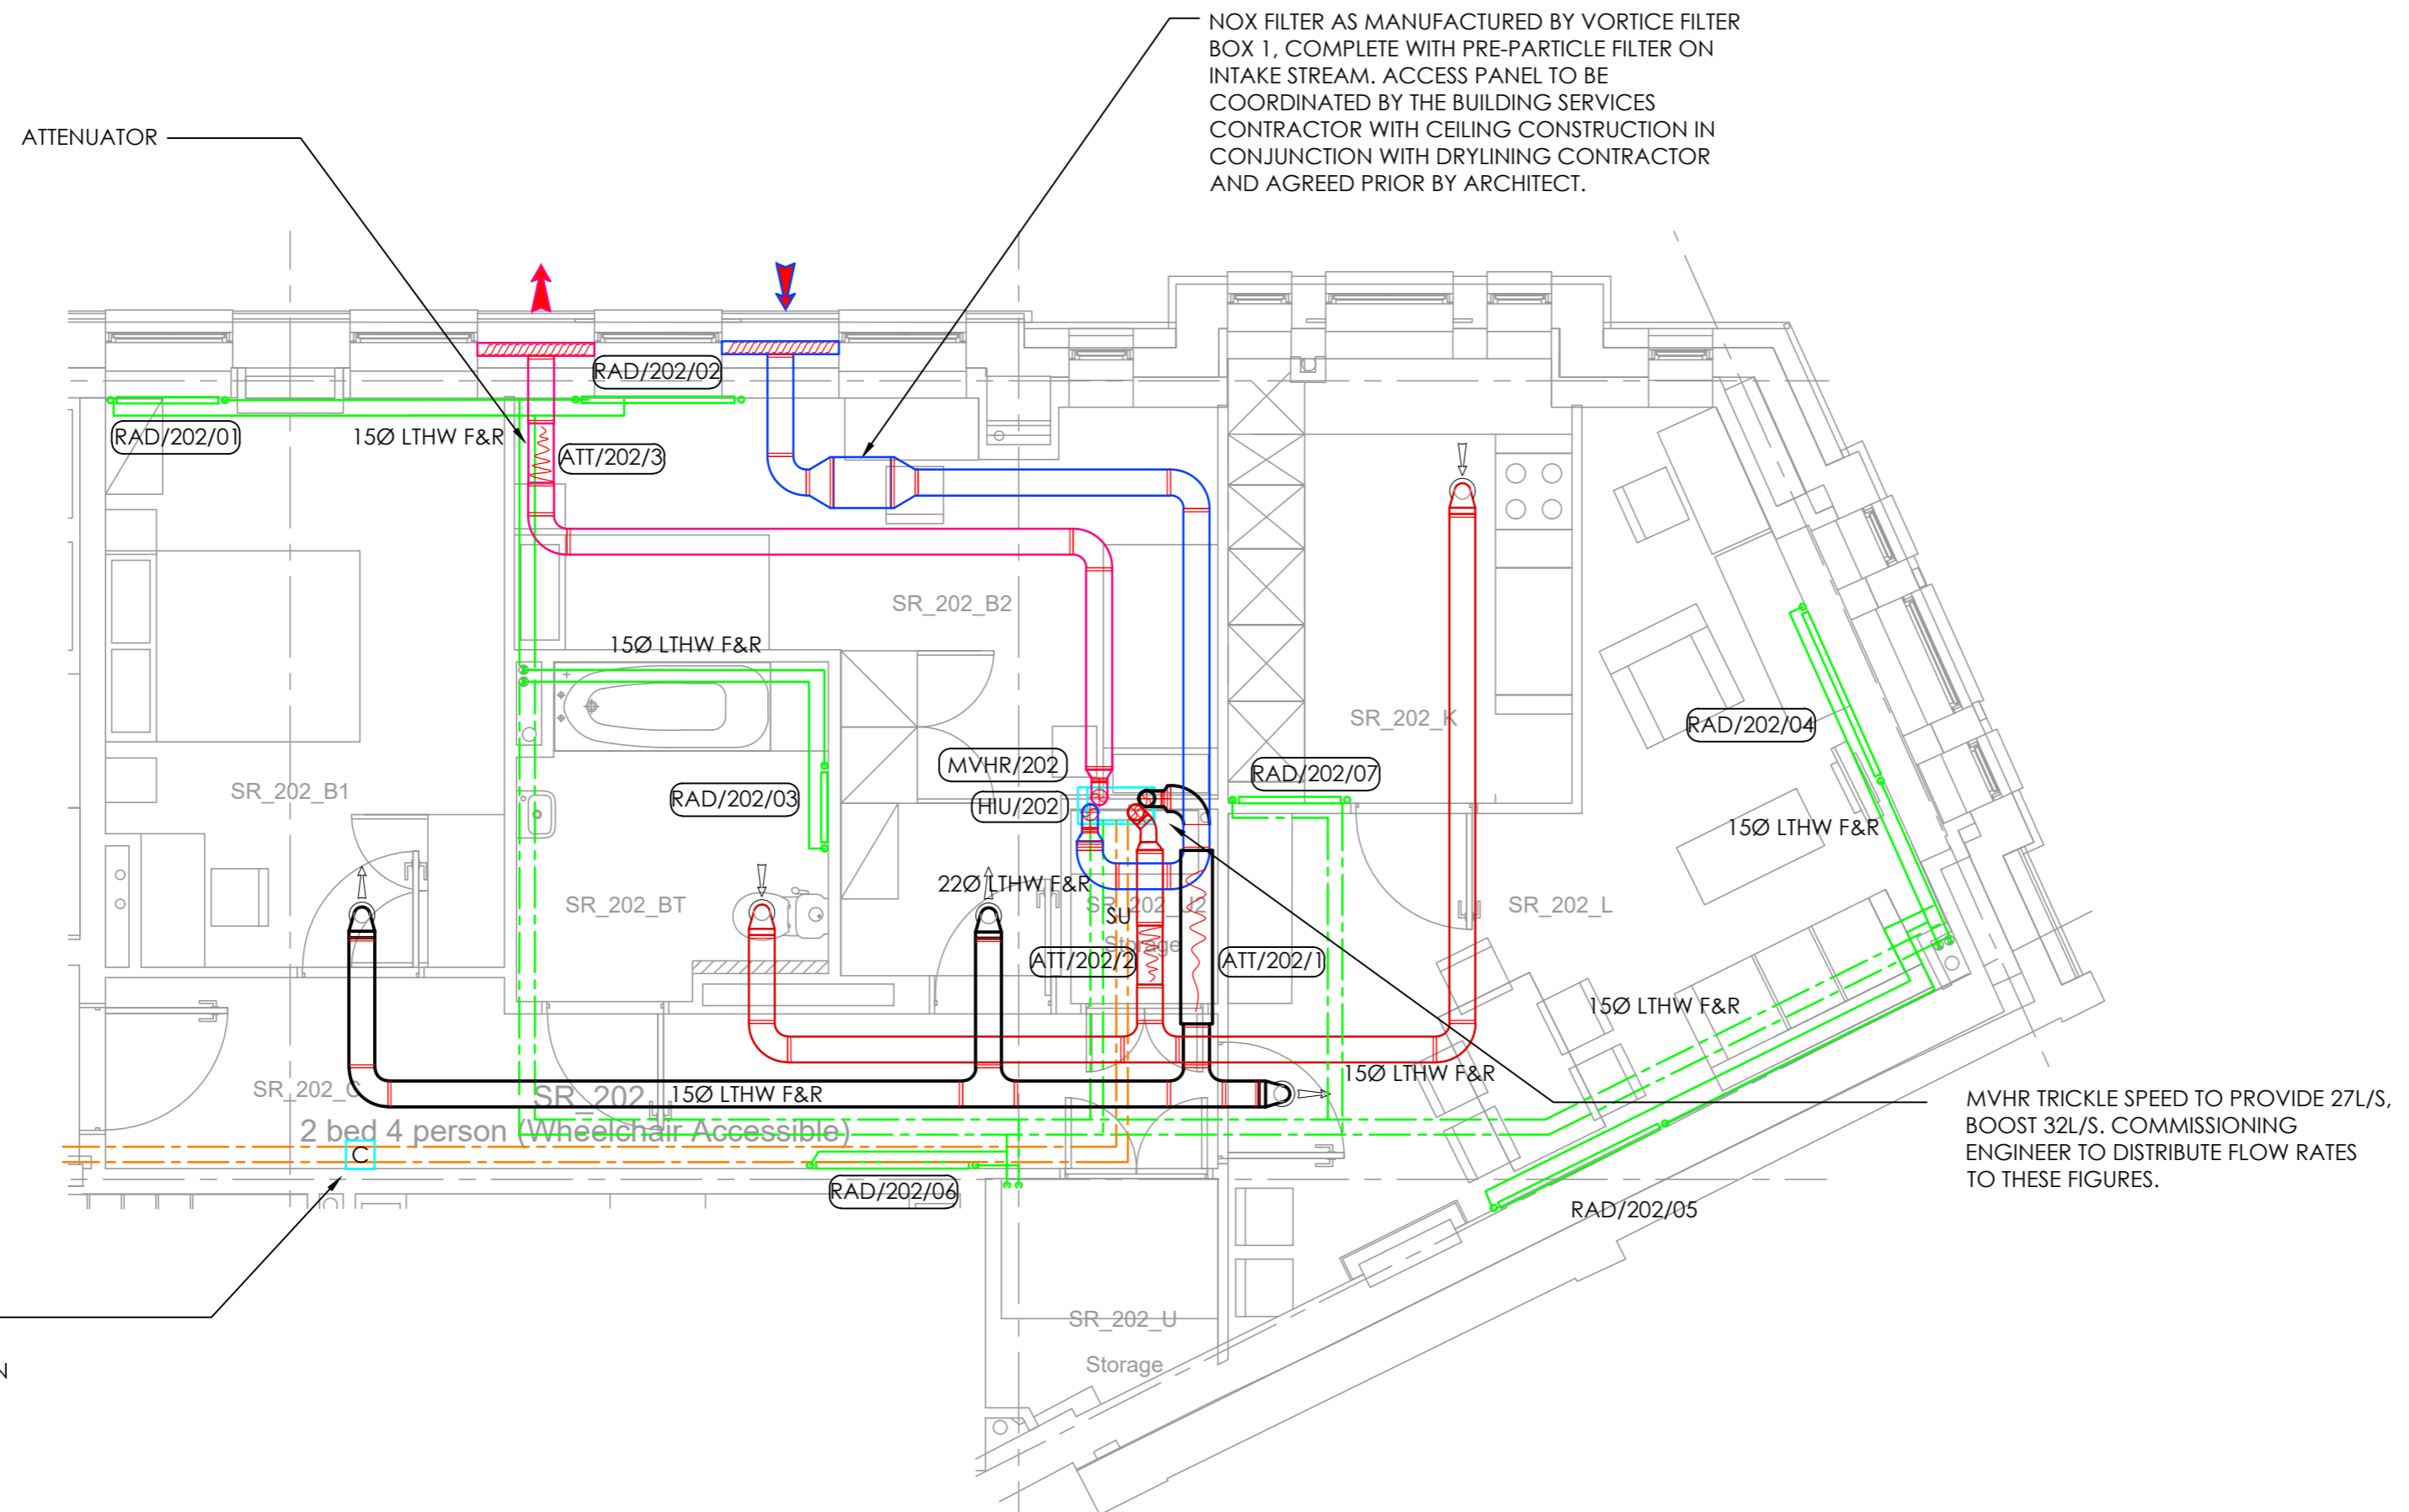 NOX FILTER AS MANUFACTURED BY VORTICE FILTER
BOX 1, COMPLETE WITH PRE-PARTICLE FILTER ON
INTAKE STREAM. ACCESS PANEL TO BE
COORDINATED BY THE BUILDING SERVICES
CONTRACTOR WITH CEILING CONSTRUCTION IN
CONJUNCTION WITH DRYLINING CONTRACTOR
AND AGREED PRIOR BY ARCHITECT.
ATTENUATOR
RAD/202/02
RAD/202/01
15Ø LTHW F&R
ATT/202/3
SR_202_B2
15Ø LTHW F&R
SR_202_K
RAD/202/04
MVHR/202
RAD/202/07
SR_202_B1
RAD/202/03
HIU/202
15Ø LTHW F&R
22Ø LTHW F&R
SR_202_BT
SR_202_U2
SR_202_L
SU
Storage
ATT/202/2
ATT/202/1
15Ø LTHW F&R
15Ø LTHW F&R
SR_202_C
SR_202
15Ø LTHW F&R
2 bed 4 person (Wheelchair Accessible)
C
MVHR TRICKLE SPEED TO PROVIDE 27L/S,
BOOST 32L/S. COMMISSIONING
ENGINEER TO DISTRIBUTE FLOW RATES
TO THESE FIGURES.
RAD/202/06
RAD/202/05
SR_202_U
Storage
N